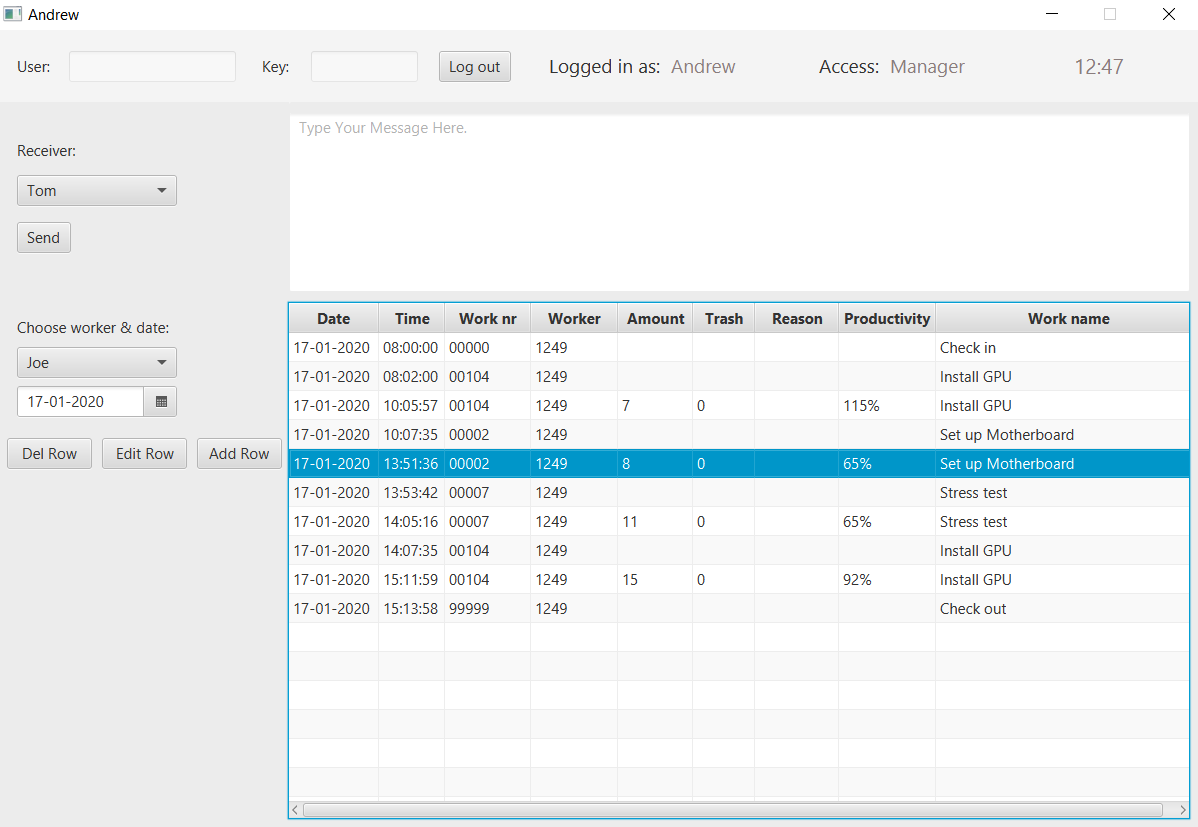 Andrew
User: Key: Log out Logged in as: Andrew Access: Manager 12:47
Type Your Message Here.
Receiver:
Tom
Send
Choose worker & date:
Joe
17-01-2020
Del Row Edit Row Add Row
Date Time Work nr Worker Amount Trash Reason Productivity Work name
17-01-2020 08:00:00 00000 1249 Check in
17-01-2020 08:02:00 00104 1249 Install GPU
17-01-2020 10:05:57 00104 1249 7 0 115% Install GPU
17-01-2020 10:07:35 00002 1249 Set up Motherboard
17-01-2020 13:51:36 00002 1249 8 0 65% Set up Motherboard
17-01-2020 13:53:42 00007 1249 Stress test
17-01-2020 14:05:16 00007 1249 11 0 65% Stress test
17-01-2020 14:07:35 00104 1249 Install GPU
17-01-2020 15:11:59 00104 1249 15 0 92% Install GPU
17-01-2020 15:13:58 99999 1249 Check out